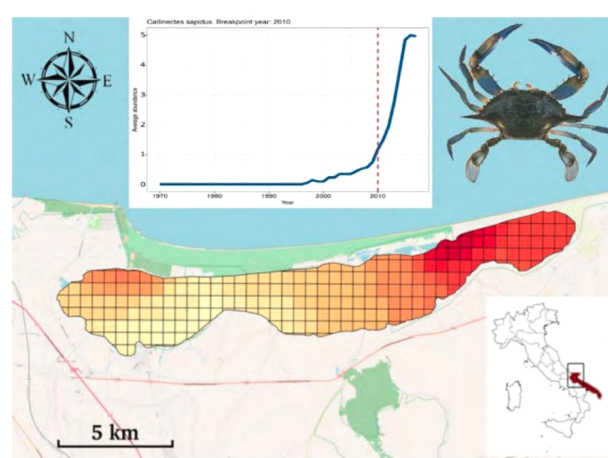 Callinectes sapidus. Breakpoint year: 2010
5
4
3
2
1
0
Average abundance
1970
1980
1990
2000
2010
Year
N
W
E
S
5 km